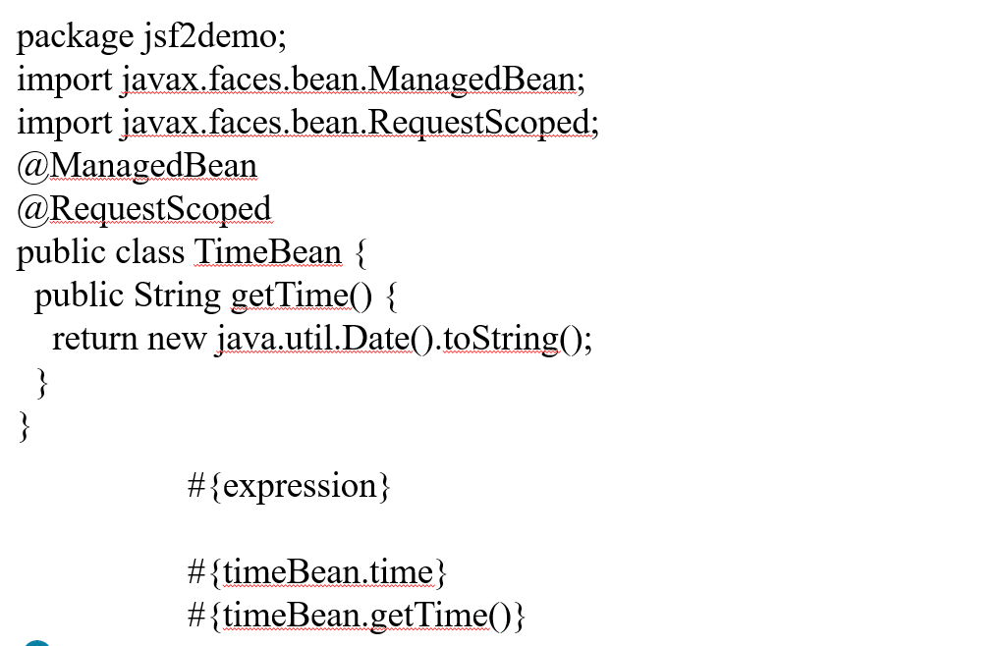 package jsf2demo;
import javax.faces.bean.ManagedBean;
import javax.faces.bean.RequestScoped;
@ManagedBean
@RequestScoped
public class TimeBean {
public String getTime() {
return new java.util.Date().toString();
}
}
#{expression}
#{timeBean.time}
#{timeBean.getTime()}